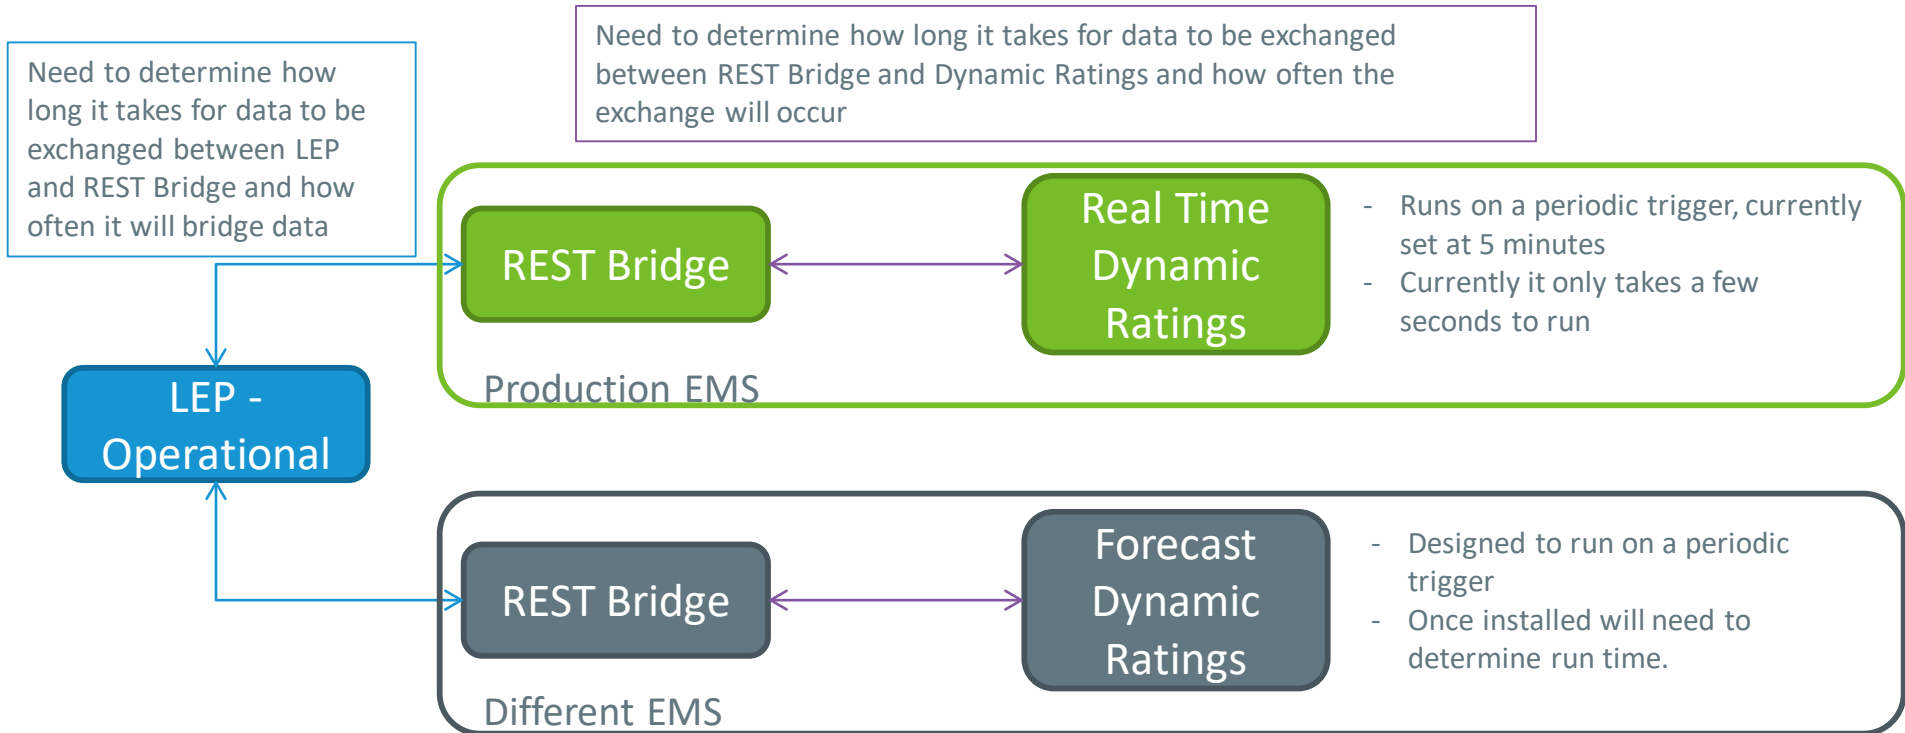 Need to determine how
long it takes for data to be
exchanged between LEP
and REST Bridge and how
often it will bridge data
Need to determine how long it takes for data to be exchanged
between REST Bridge and Dynamic Ratings and how often the
exchange will occur
REST Bridge
Real Time
Dynamic
Ratings
- Runs on a periodic trigger, currently
set at 5 minutes
- Currently it only takes a few
seconds to run
Production EMS
LEP -
Operational
REST Bridge
Forecast
Dynamic
Ratings
- Designed to run on a periodic
trigger
- Once installed will need to
determine run time.
Different EMS